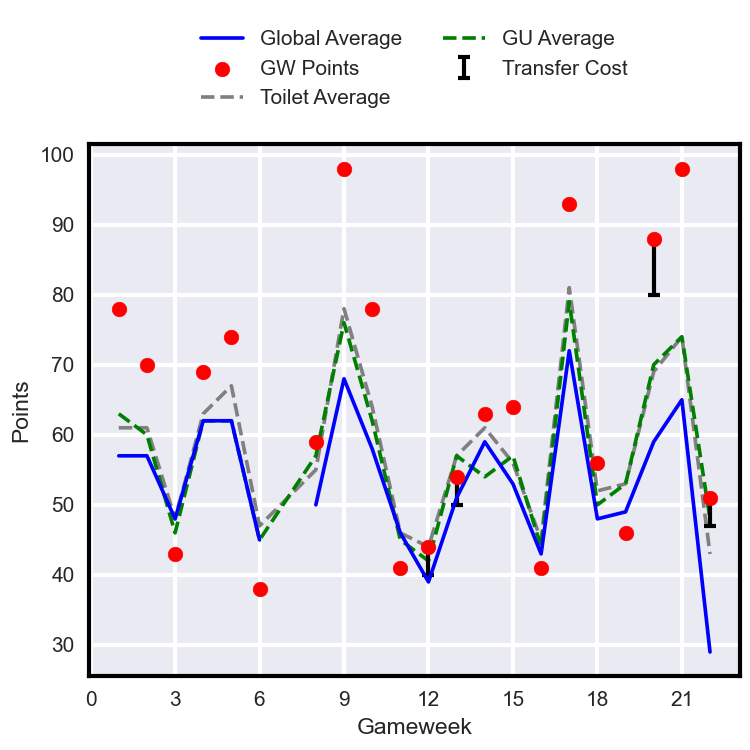 Global Average
GU Average
GW Points
Transfer Cost
Toilet Average
100
90
80
70
60
50
40
30
Points
0 3 6 9 12 15 18 21
Gameweek